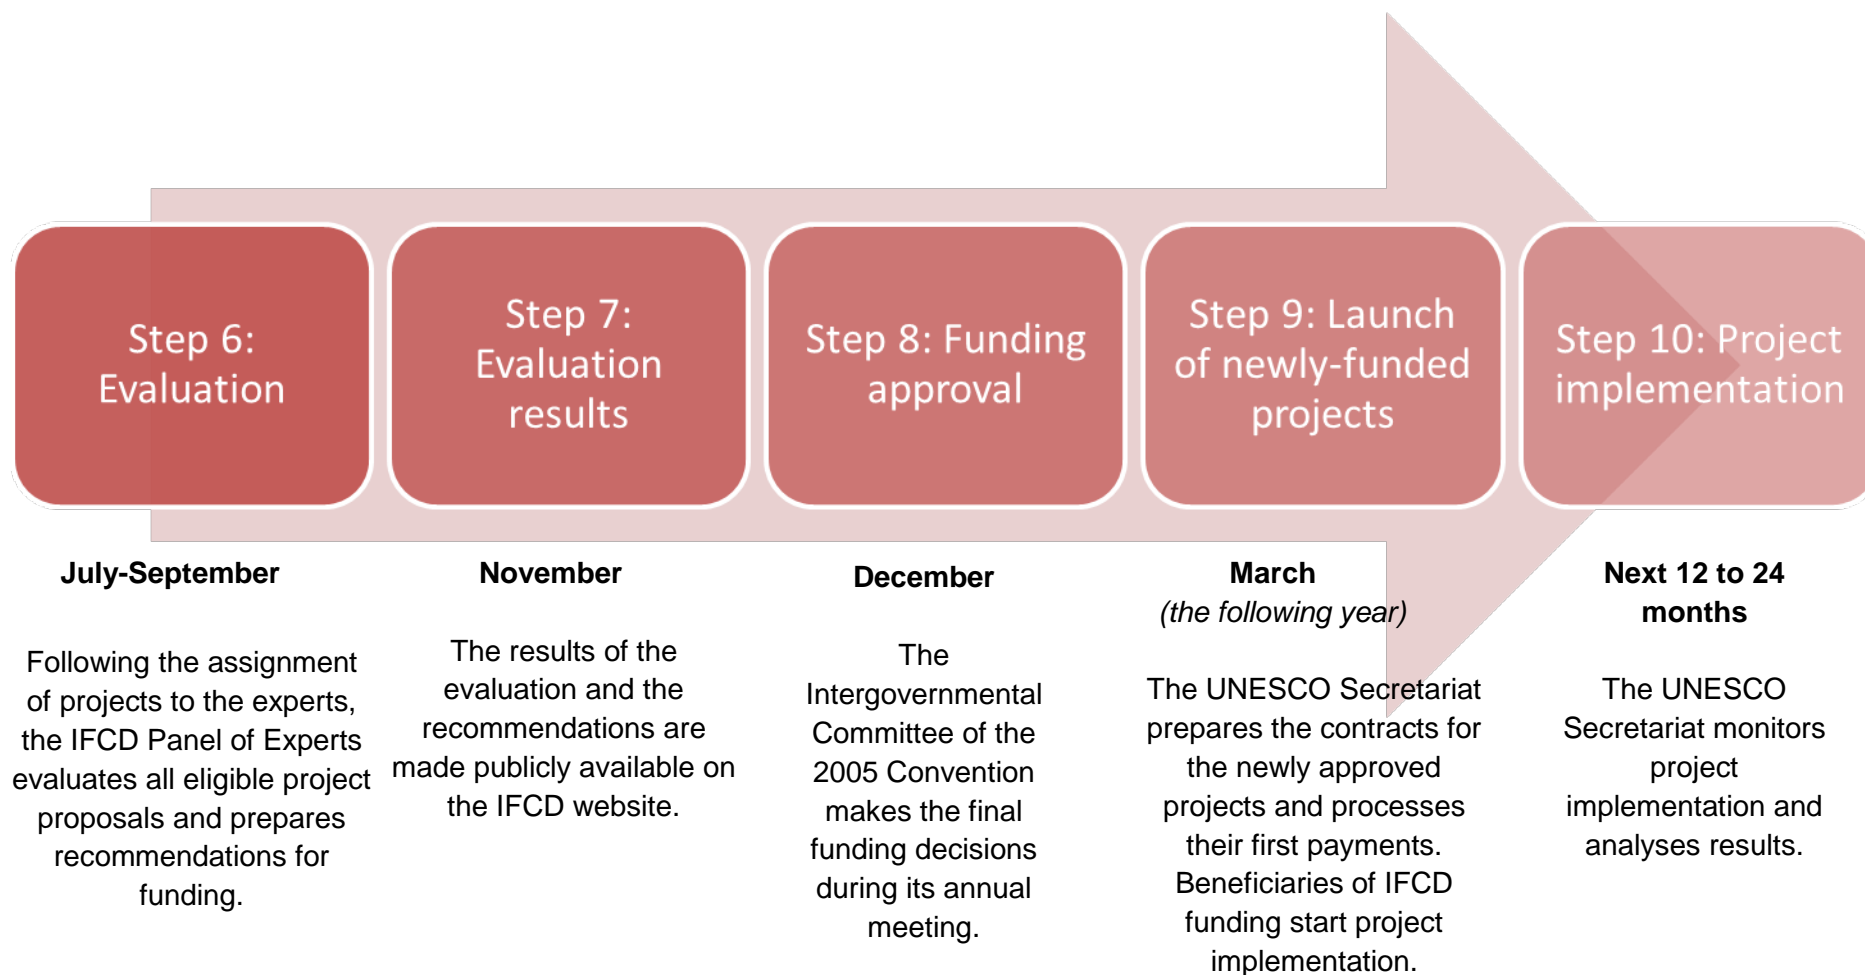 Step 6:
Evaluation
Step 7:
Evaluation
results
Step 8: Funding
approval
Step 9: Launch
of newly-funded
projects
Step 10: Project
implementation
July-September
Following the assignment
of projects to the experts,
the IFCD Panel of Experts
evaluates all eligible project
proposals and prepares
recommendations for
funding.
November
The results of the
evaluation and the
recommendations are
made publicly available on
the IFCD website.
December
The
Intergovernmental
Committee of the
2005 Convention
makes the final
funding decisions
during its annual
meeting.
March
(the following year)
The UNESCO Secretariat
prepares the contracts for
the newly approved
projects and processes
their first payments.
Beneficiaries of IFCD
funding start project
implementation.
Next 12 to 24
months
The UNESCO
Secretariat monitors
project
implementation and
analyses results.